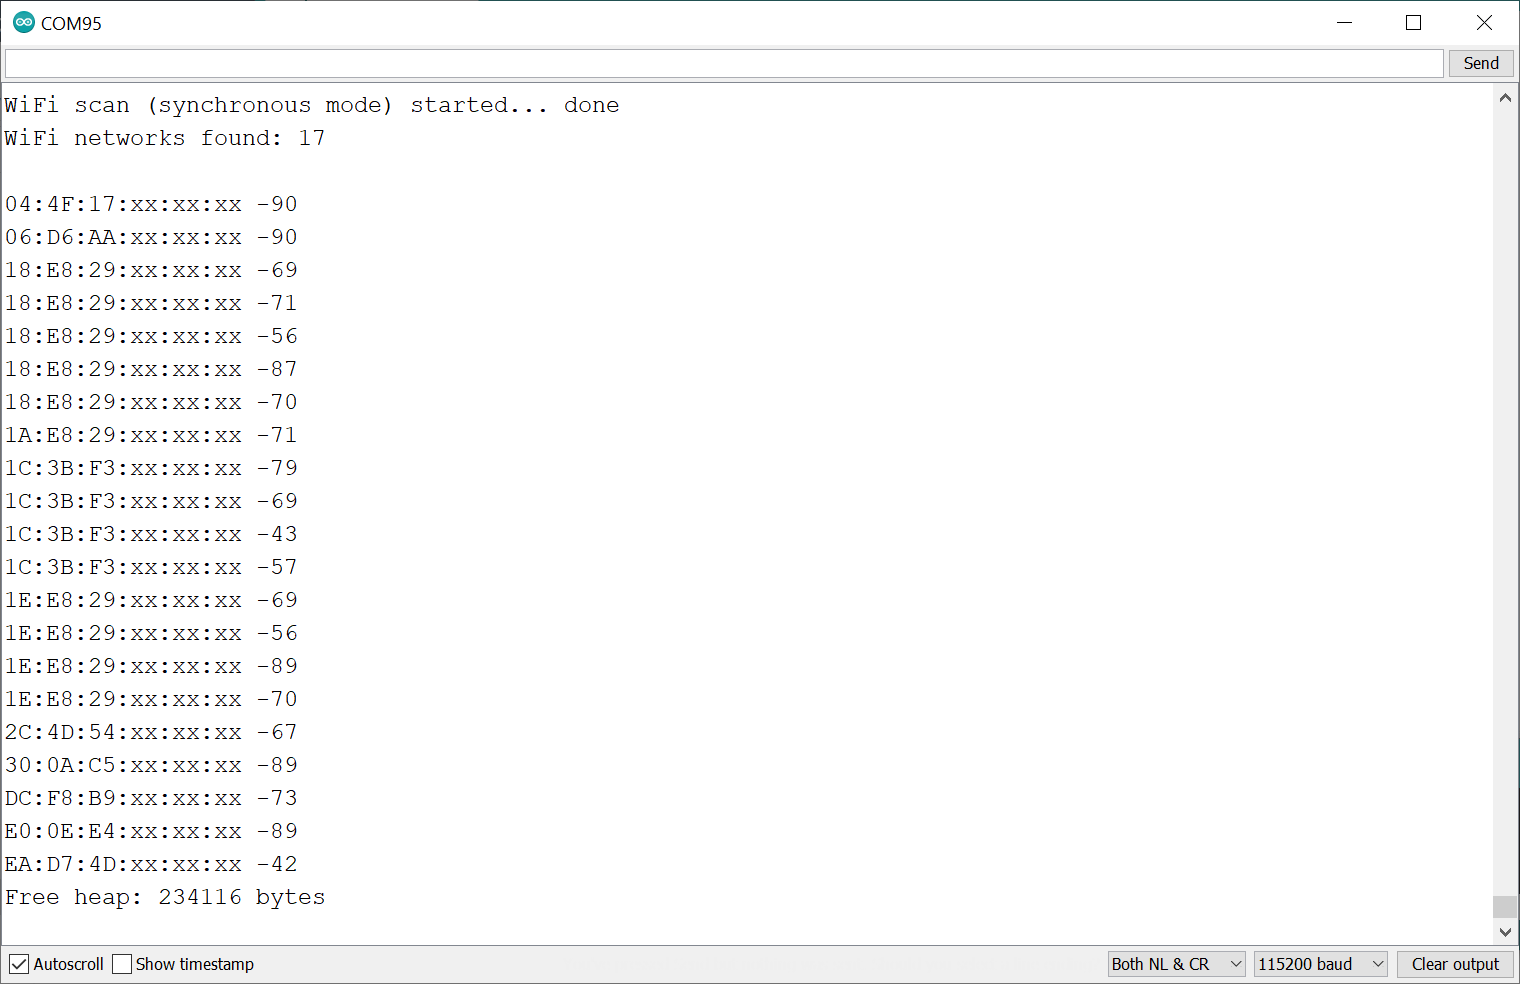 COM95
Send
WiFi scan (synchronous mode) started... done
WiFi networks found: 17
04:4F:17:xx:xx:xx -90
06:D6:AA:xx:xx:xx -90
18:E8:29:xx:xx:xx -69
18:E8:29:xx:xx:xx -71
18:E8:29:xx:xx:xx -56
18:E8:29:xx:xx:xx -87
18:E8:29:xx:xx:xx -70
1A:E8:29:xx:xx:xx -71
1C:3B:F3:xx:xx:xx -79
1C:3B:F3:xx:xx:xx -69
1C:3B:F3:xx:xx:xx -43
1C:3B:F3:xx:xx:xx -57
1E:E8:29:xx:xx:xx -69
1E:E8:29:xx:xx:xx -56
1E:E8:29:xx:xx:xx -89
1E:E8:29:xx:xx:xx -70
2C:4D:54:xx:xx:xx -67
30:0A:C5:xx:xx:xx -89
DC:F8:B9:xx:xx:xx -73
E0:0E:E4:xx:xx:xx -89
EA:D7:4D:xx:xx:xx -42
Free heap: 234116 bytes
Autoscroll Show timestamp Both NL & CR 115200 baud Clear output